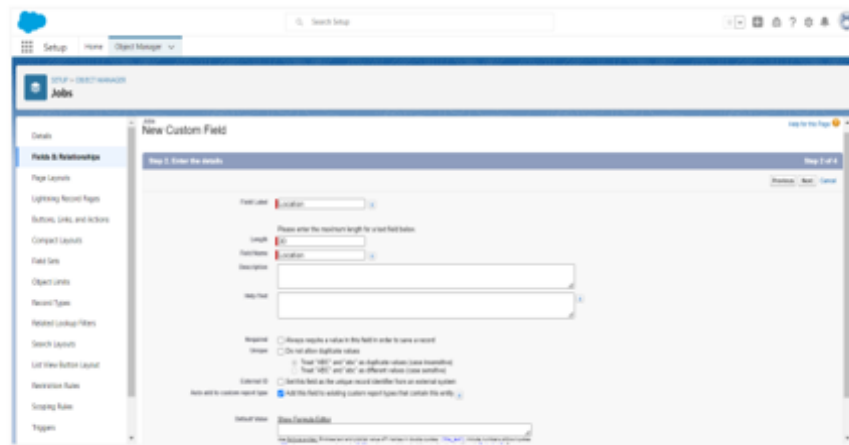 Search Setup
Setup
Home
Object Manager
SETUP > OBJECT MANAGER
Jobs
Details
Fields & Relationships
Page Layouts
Lightning Record Pages
Buttons, Links, and Actions
Compact Layouts
Field Sets
Object Limits
Record Types
Related Lookup Filters
Search Layouts
List View Button Layout
Restriction Rules
Scoping Rules
Triggers
Jobs
New Custom Field
Help for this Page
Step 2. Enter the details
Step 2 of 4
Previous Next Cancel
Field Label Location
Please enter the maximum length for a text field below.
Length
Field Name Location
Description
Help Text
Required Always require a value in this field in order to save a record
Unique Do not allow duplicate values
Treat "ABC" and "abc" as duplicate values (case insensitive)
Treat "ABC" and "abc" as different values (case sensitive)
External ID Set this field as the unique record identifier from an external system
Auto add to custom report type Add this field to existing custom report types that contain this entity
Default Value Show Formula Editor